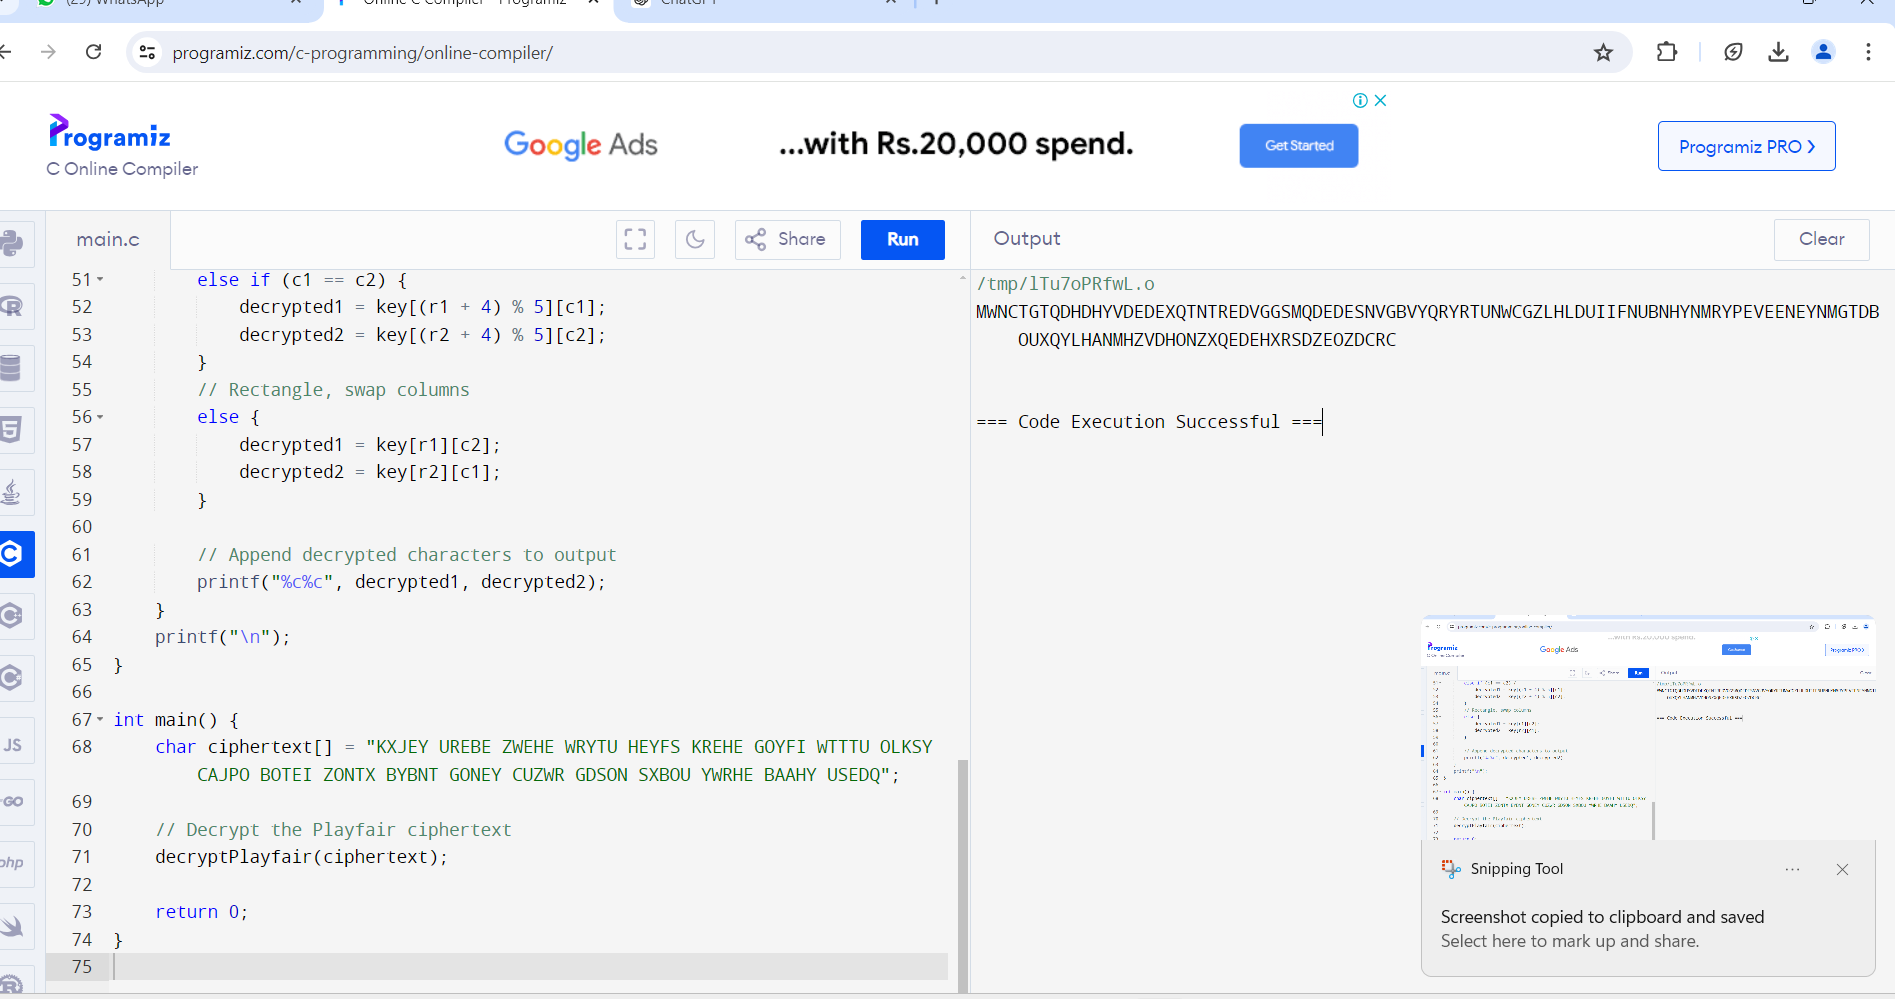 (29) WhatsApp
Online C Compiler - Programiz
ChatGPT
programiz.com/c-programming/online-compiler/
Programiz
C Online Compiler
Google Ads
...with Rs.20,000 spend.
Get Started
Programiz PRO
main.c
Share
Run
Output
Clear
51 else if (c1 == c2) {
52 decrypted1 = key[(r1 + 4) % 5][c1];
53 decrypted2 = key[(r2 + 4) % 5][c2];
54 }
55 // Rectangle, swap columns
56 else {
57 decrypted1 = key[r1][c2];
58 decrypted2 = key[r2][c1];
59 }
60
61 // Append decrypted characters to output
62 printf("%c%c", decrypted1, decrypted2);
63 }
64 printf("\n");
65 }
66
67 int main() {
68 char ciphertext[] = "KXJEY UREBE ZWEHE WRYTU HEYFS KREHE GOYFI WTTTU OLKSY
CAJPO BOTEI ZONTX BYBNT GONEY CUZWR GDSON SXBOU YWRHE BAAHY USEDQ";
69
70 // Decrypt the Playfair ciphertext
71 decryptPlayfair(ciphertext);
72
73 return 0;
74 }
75
/tmp/lTu7oPRfwL.o
MWNCTGTQDHDHYVDEDEXQTNTREDVGGSMQDEDESNVGBVYQRYRTUNWCGZLHLDUIIFNUBNHYNMRYPEVEENEYNMGTDB
OUXQYLHANMHZVDHONZXQEDEHXRSDZEOZDCRC
=== Code Execution Successful ===
JS
GO
php
Snipping Tool
Screenshot copied to clipboard and saved
Select here to mark up and share.